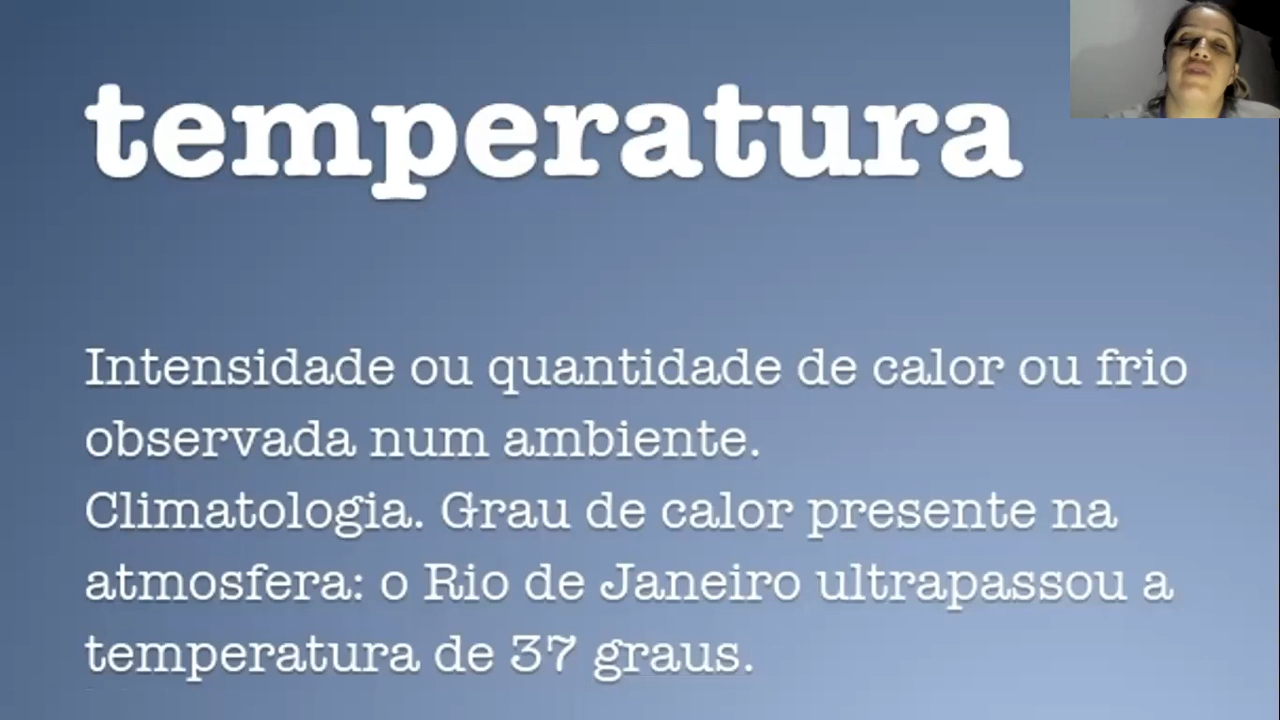 temperatura
Intensidade ou quantidade de calor ou frio
observada num ambiente.
Climatologia. Grau de calor presente na
atmosfera: o Rio de Janeiro ultrapassou a
temperatura de 37 graus.